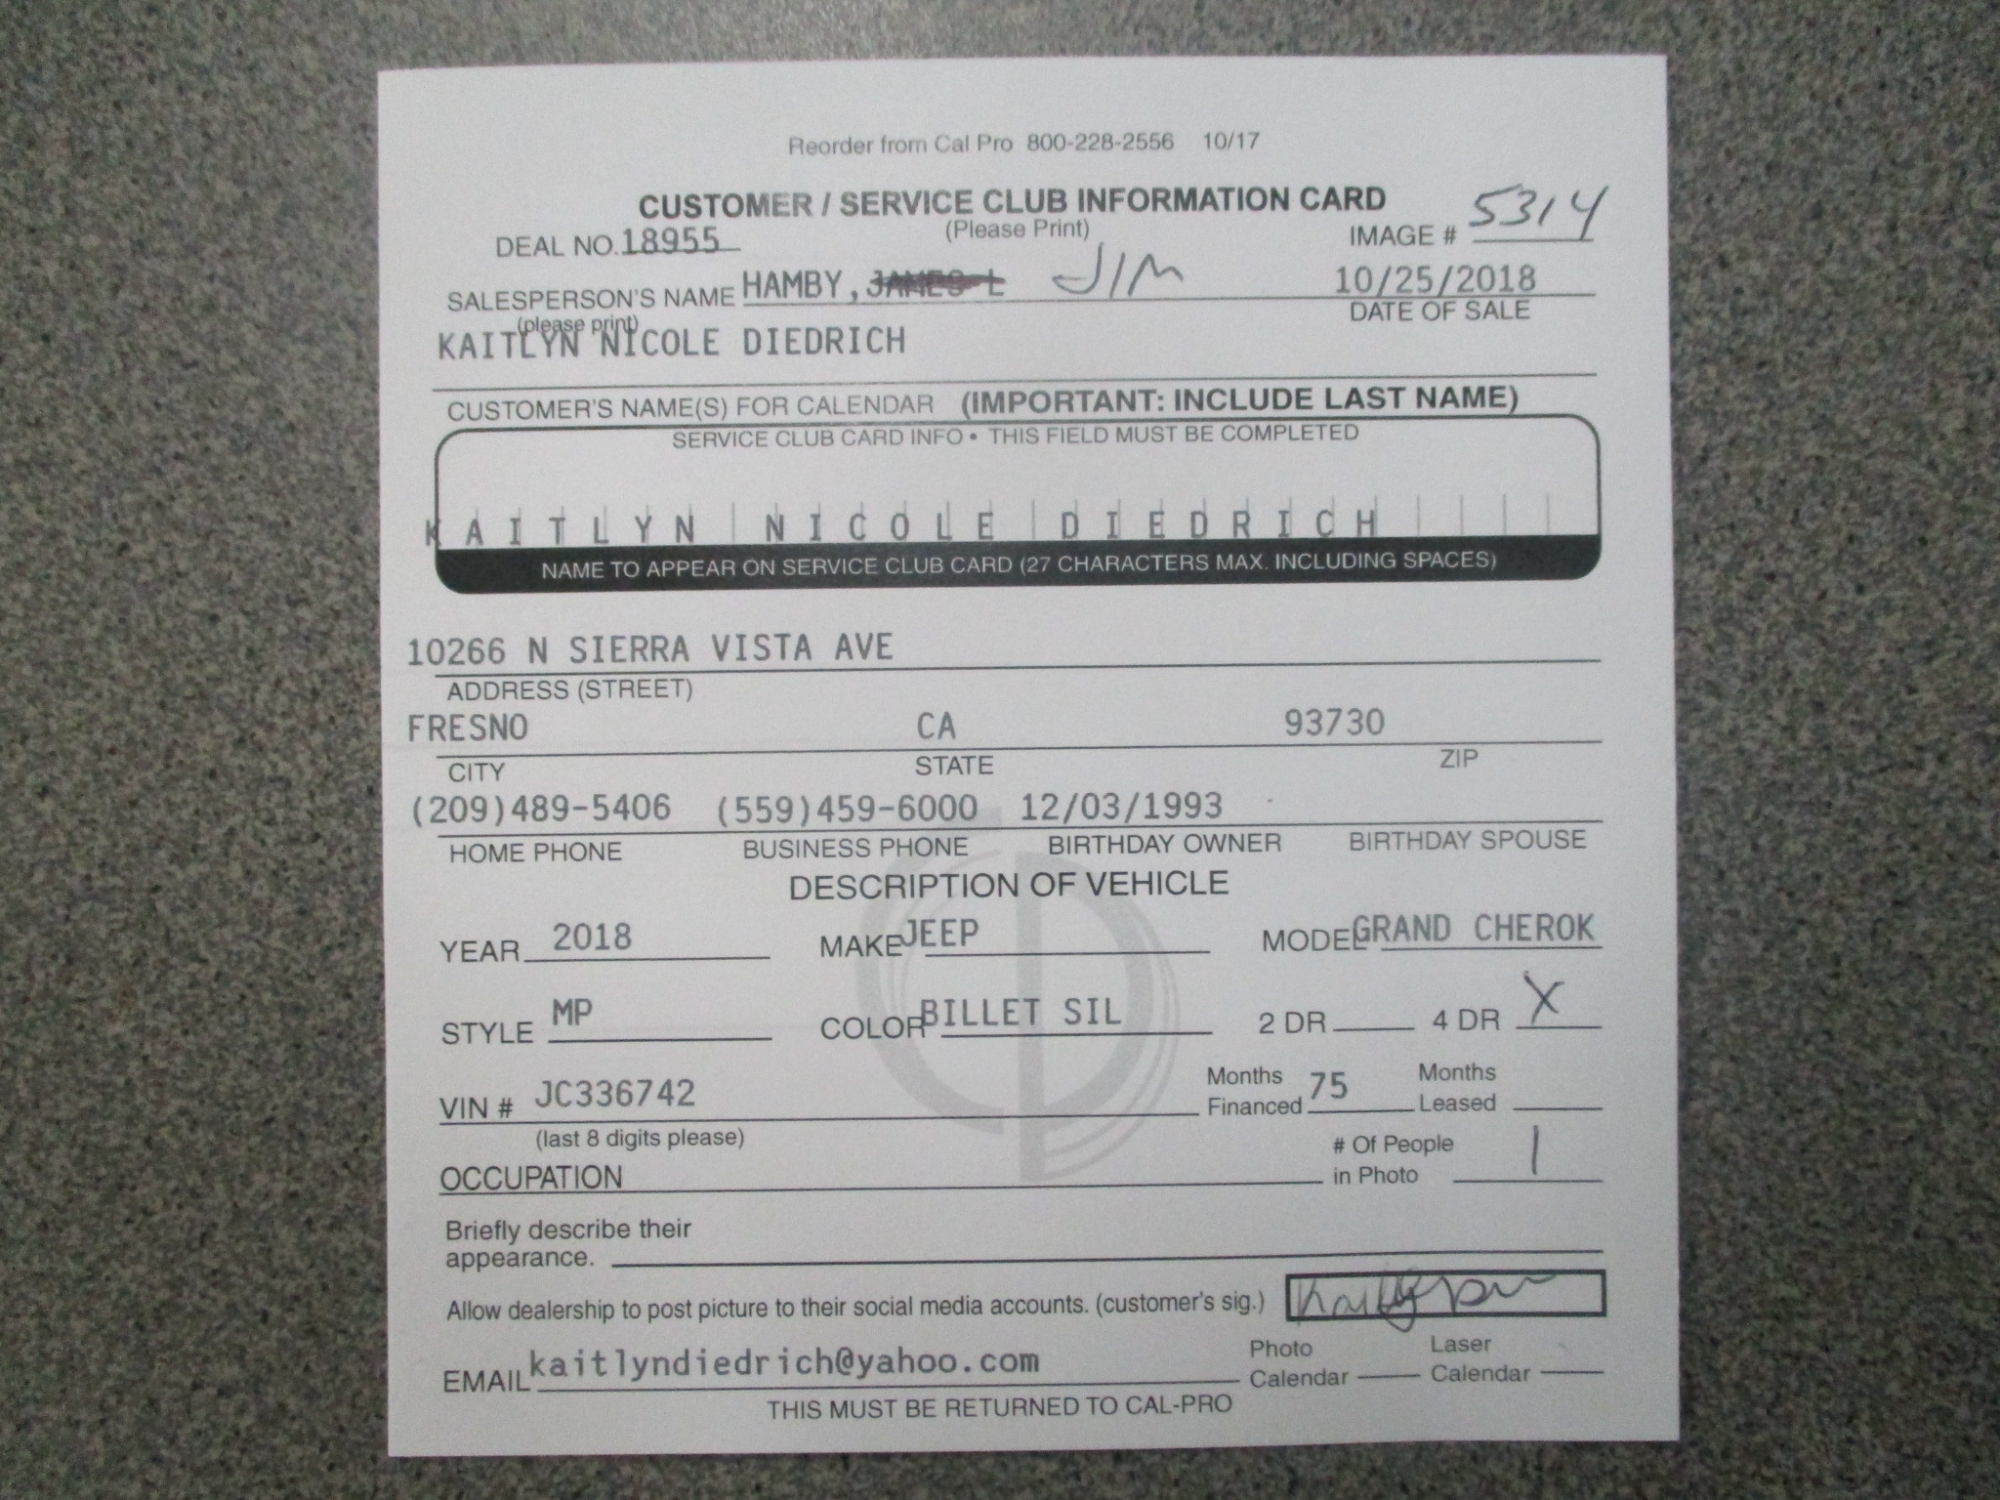 Reorder from Cal Pro 800-228-2556 10/17
CUSTOMER / SERVICE CLUB INFORMATION CARD
(Please Print)
DEAL NO. 18955
IMAGE # 5314
SALESPERSON'S NAME HAMBY, JAMES L JIM
10/25/2018
(please print)
DATE OF SALE
KAITLYN NICOLE DIEDRICH
CUSTOMER'S NAME(S) FOR CALENDAR (IMPORTANT: INCLUDE LAST NAME)
SERVICE CLUB CARD INFO • THIS FIELD MUST BE COMPLETED
KAITLYN NICOLE DIEDRICH
NAME TO APPEAR ON SERVICE CLUB CARD (27 CHARACTERS MAX. INCLUDING SPACES)
10266 N SIERRA VISTA AVE
ADDRESS (STREET)
FRESNO CA 93730
CITY STATE ZIP
(209)489-5406 (559)459-6000 12/03/1993
HOME PHONE BUSINESS PHONE BIRTHDAY OWNER BIRTHDAY SPOUSE
DESCRIPTION OF VEHICLE
YEAR 2018 MAKE JEEP MODEL GRAND CHEROK
STYLE MP COLOR BILLET SIL 2 DR 4 DR X
VIN # JC336742 Months Financed 75 Months Leased
(last 8 digits please)
OCCUPATION # Of People in Photo 1
Briefly describe their
appearance.
Allow dealership to post picture to their social media accounts. (customer's sig.)
EMAIL kaitlyndiedrich@yahoo.com Photo Calendar Laser Calendar
THIS MUST BE RETURNED TO CAL-PRO